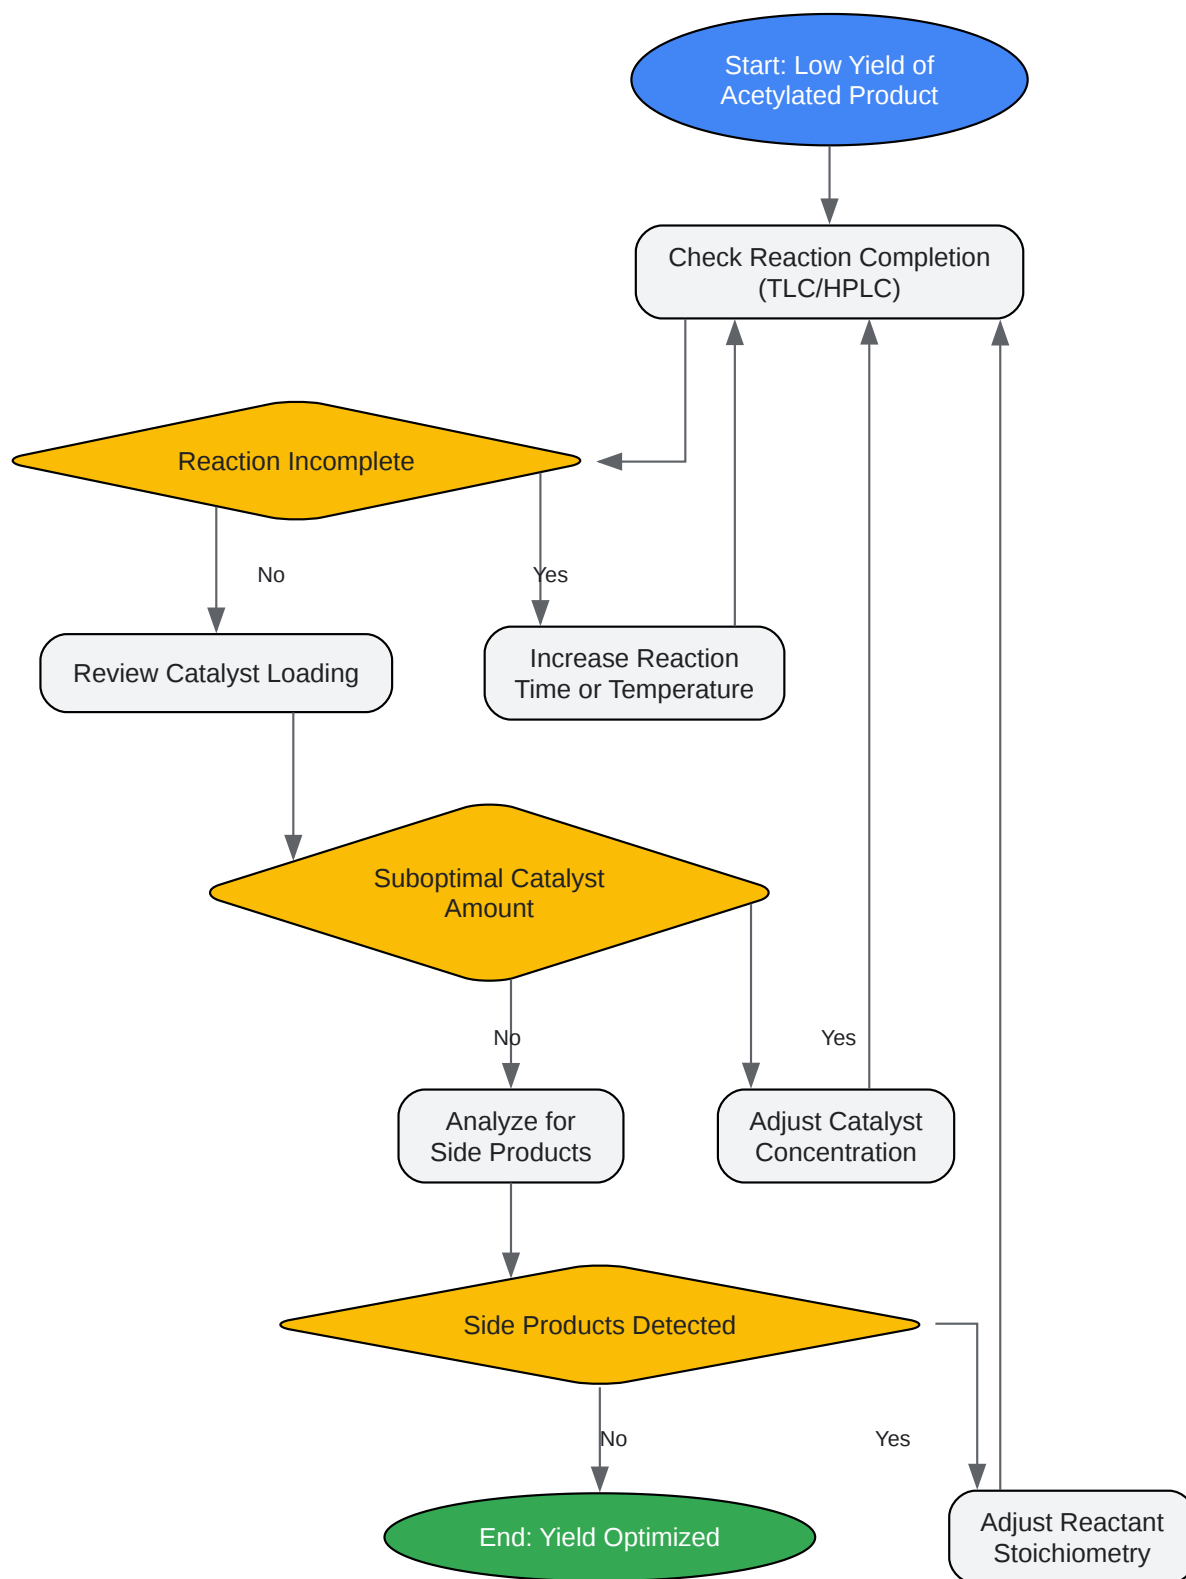 Start: Low Yield of
Acetylated Product
Check Reaction Completion
(TLC/HPLC)
Reaction Incomplete
No
Yes
Review Catalyst Loading
Increase Reaction
Time or Temperature
Suboptimal Catalyst
Amount
No
Yes
Analyze for
Side Products
Adjust Catalyst
Concentration
Side Products Detected
No
Yes
End: Yield Optimized
Adjust Reactant
Stoichiometry